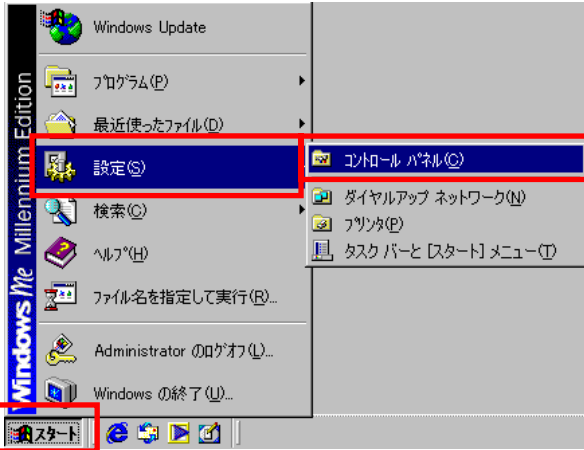 Windows Me Millennium Edition
Windows Update
プログラム(P)
最近使ったファイル(D)
設定(S)
検索(C)
ヘルプ(H)
ファイル名を指定して実行(R)...
Administrator のログオフ(L)...
Windows の終了(U)...
コントロール パネル(C)
ダイヤルアップ ネットワーク(N)
プリンタ(P)
タスク バーと [スタート] メニュー(T)
スタート